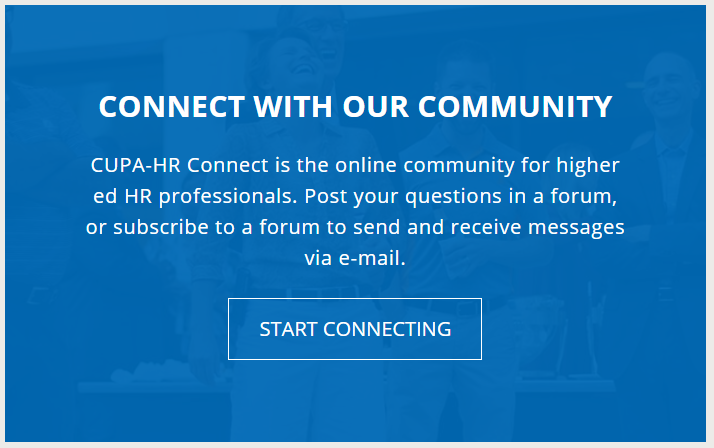 CONNECT WITH OUR COMMUNITY
CUPA-HR Connect is the online community for higher
ed HR professionals. Post your questions in a forum,
or subscribe to a forum to send and receive messages
via e-mail.
START CONNECTING